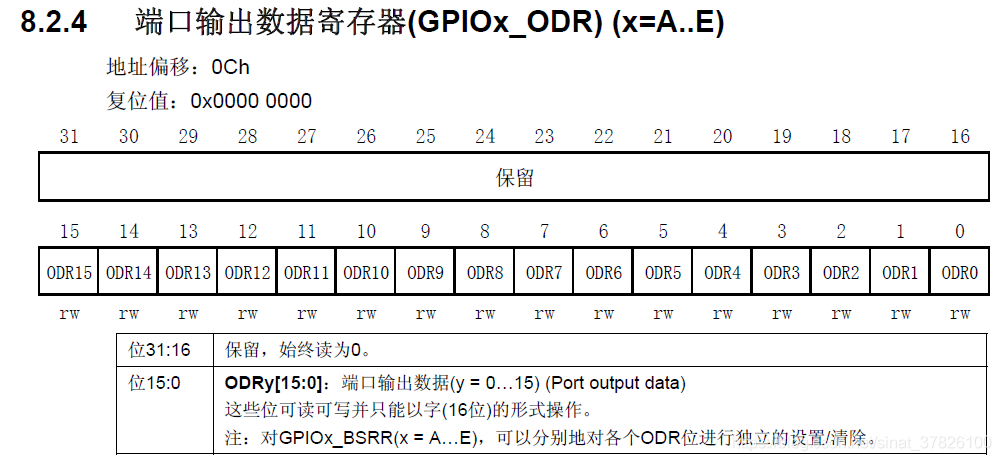 8.2.4 端口输出数据寄存器(GPIOx_ODR) (x=A..E)
地址偏移：0Ch
复位值：0x0000 0000
31 30 29 28 27 26 25 24 23 22 21 20 19 18 17 16
保留
15 14 13 12 11 10 9 8 7 6 5 4 3 2 1 0
ODR15 ODR14 ODR13 ODR12 ODR11 ODR10 ODR9 ODR8 ODR7 ODR6 ODR5 ODR4 ODR3 ODR2 ODR1 ODR0
rw rw rw rw rw rw rw rw rw rw rw rw rw rw rw rw
位31:16 保留，始终读为0。
位15:0 ODRy[15:0]：端口输出数据(y = 0…15) (Port output data)
这些位可读可写并只能以字(16位)的形式操作。
注：对GPIOx_BSRR(x = A…E)，可以分别地对各个ODR位进行独立的设置/清除。
sinat_37826100